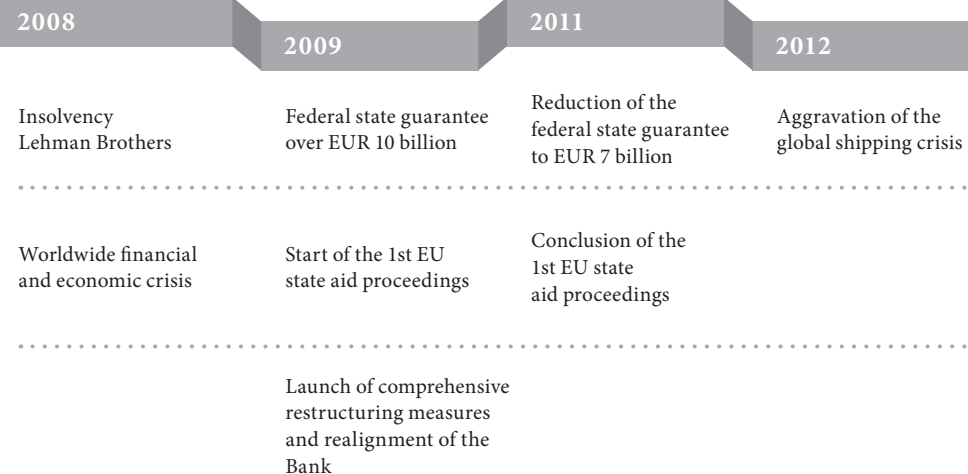 2008
Insolvency
Lehman Brothers
Worldwide financial
and economic crisis
2009
Federal state guarantee
over EUR 10 billion
Start of the 1st EU
state aid proceedings
Launch of comprehensive
restructuring measures
and realignment of the
Bank
2011
Reduction of the
federal state guarantee
to EUR 7 billion
Conclusion of the
1st EU state
aid proceedings
2012
Aggravation of the
global shipping crisis